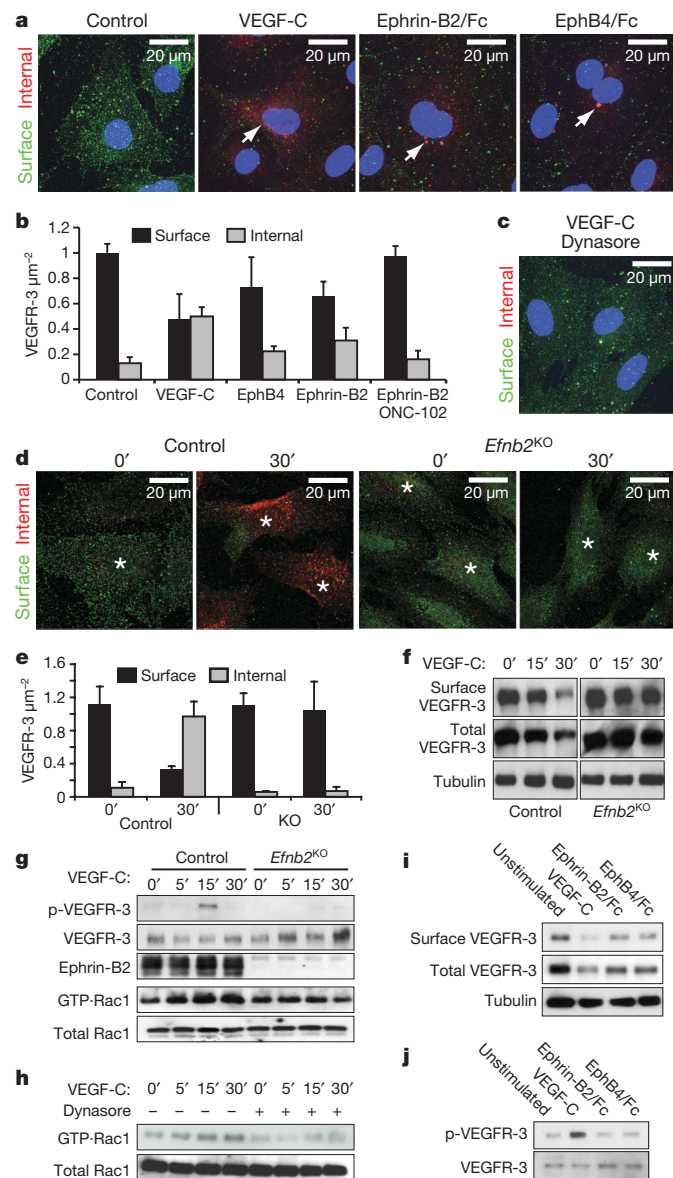 a Control VEGF-C Ephrin-B2/Fc EphB4/Fc
20 µm 20 µm 20 µm 20 µm
Surface Internal
b
Surface Internal
VEGFR-3 µm⁻²
1.2
1
0.8
0.6
0.4
0.2
0
Control VEGF-C EphB4 Ephrin-B2 Ephrin-B2
ONC-102
c VEGF-C
Dynasore
20 µm
Surface Internal
d Control Efnb2ᴷᴼ
0′ 30′ 0′ 30′
20 µm 20 µm 20 µm 20 µm
Surface Internal
* * * * * * *
e
Surface Internal
VEGFR-3 µm⁻²
1.6
1.2
0.8
0.4
0
0′ 30′ 0′ 30′
Control KO
f VEGF-C: 0′ 15′ 30′ 0′ 15′ 30′
Surface
VEGFR-3
Total
VEGFR-3
Tubulin
Control Efnb2ᴷᴼ
g Control Efnb2ᴷᴼ
VEGF-C: 0′ 5′ 15′ 30′ 0′ 5′ 15′ 30′
p-VEGFR-3
VEGFR-3
Ephrin-B2
GTP·Rac1
Total Rac1
h VEGF-C: 0′ 5′ 15′ 30′ 0′ 5′ 15′ 30′
Dynasore − − − − + + + +
GTP·Rac1
Total Rac1
i Unstimulated VEGF-C Ephrin-B2/Fc EphB4/Fc
Surface VEGFR-3
Total VEGFR-3
Tubulin
j Unstimulated VEGF-C Ephrin-B2/Fc EphB4/Fc
p-VEGFR-3
VEGFR-3